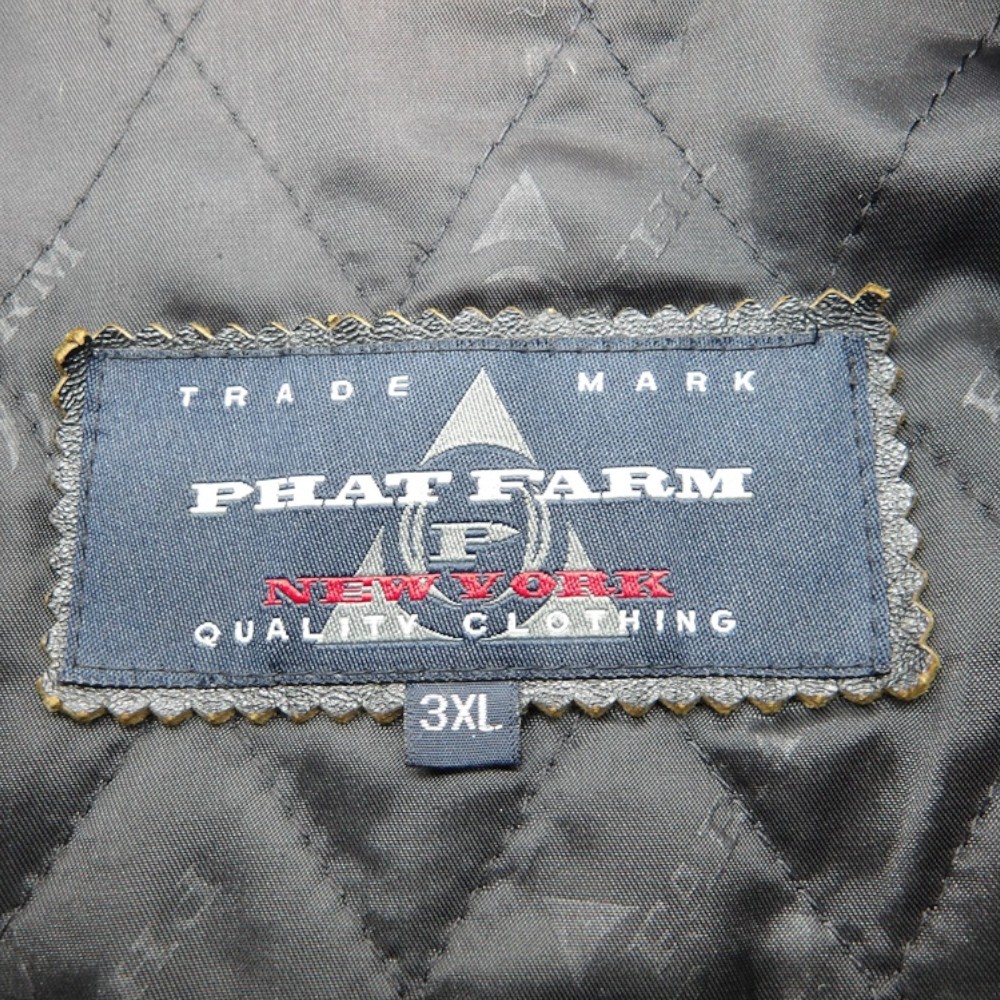 TRADE MARK
PHAT FARM
P
NEW YORK
QUALITY CLOTHING
3XL